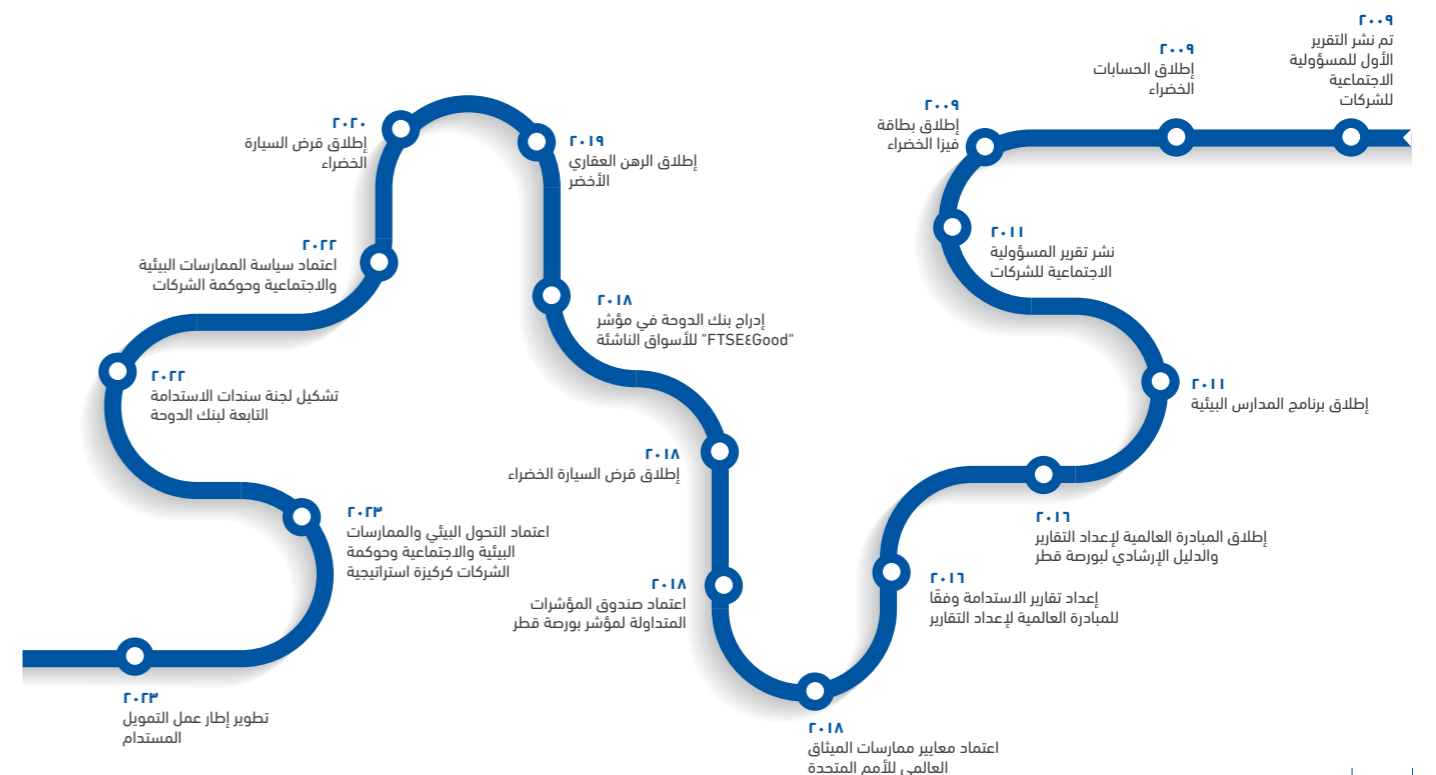 ٢٠٠٩
تم نشر التقرير
الأول للمسؤولية
الاجتماعية
للشركات
٢٠٠٩
إطلاق الحسابات
الخضراء
٢٠٠٩
إطلاق بطاقة
فيزا الخضراء
٢٠١١
نشر تقرير المسؤولية
الاجتماعية للشركات
٢٠١١
إطلاق برنامج المدارس البيئية
٢٠١٦
إطلاق المبادرة العالمية لإعداد التقارير
والدليل الإرشادي لبورصة قطر
٢٠١٦
إعداد تقارير الاستدامة وفقًا
للمبادرة العالمية لإعداد التقارير
٢٠١٨
اعتماد معايير ممارسات الميثاق
العالمي للأمم المتحدة
٢٠١٨
اعتماد صندوق المؤشرات
المتداولة لمؤشر بورصة قطر
٢٠١٨
إطلاق قرض السيارة الخضراء
٢٠١٨
إدراج بنك الدوحة في مؤشر
"FTSE٤Good" للأسواق الناشئة
٢٠١٩
إطلاق الرهن العقاري
الأخضر
٢٠٢٠
إطلاق قرض السيارة
الخضراء
٢٠٢٢
اعتماد سياسة الممارسات البيئية
والاجتماعية وحوكمة الشركات
٢٠٢٢
تشكيل لجنة سندات الاستدامة
التابعة لبنك الدوحة
٢٠٢٣
اعتماد التحول البيئي والممارسات
البيئية والاجتماعية وحوكمة
الشركات كركيزة استراتيجية
٢٠٢٣
تطوير إطار عمل التمويل
المستدام